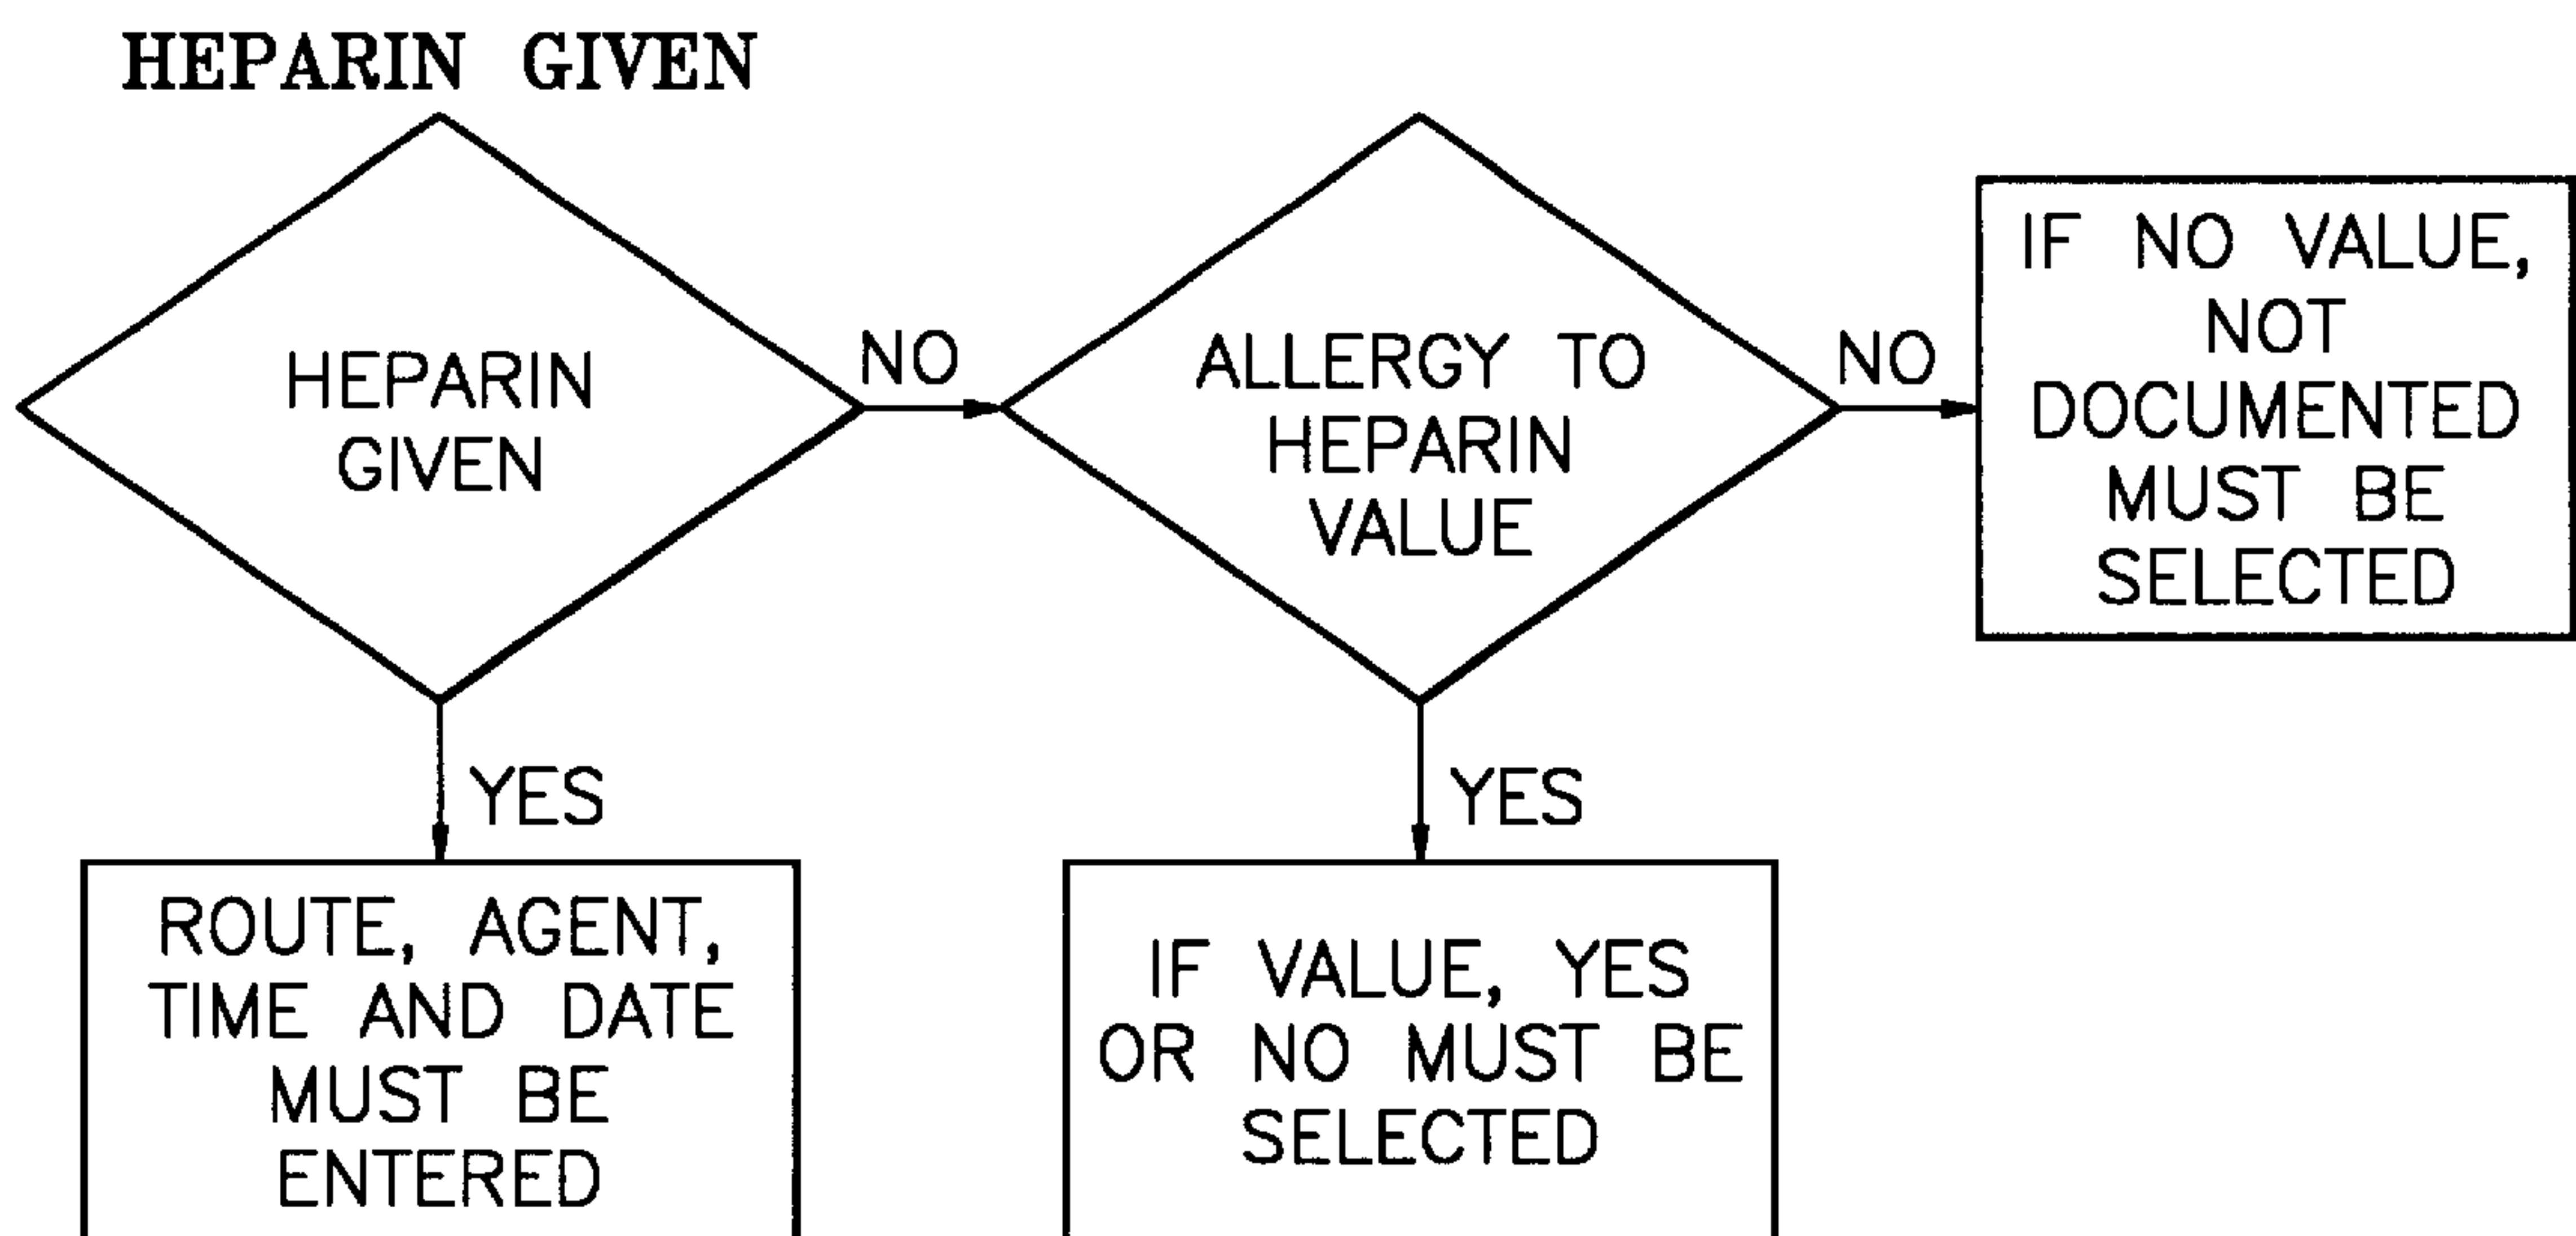 HEPARIN GIVEN
HEPARIN
GIVEN
NO
ALLERGY TO
HEPARIN
VALUE
NO
IF NO VALUE,
NOT
DOCUMENTED
MUST BE
SELECTED
YES
ROUTE, AGENT,
TIME AND DATE
MUST BE
ENTERED
YES
IF VALUE, YES
OR NO MUST BE
SELECTED